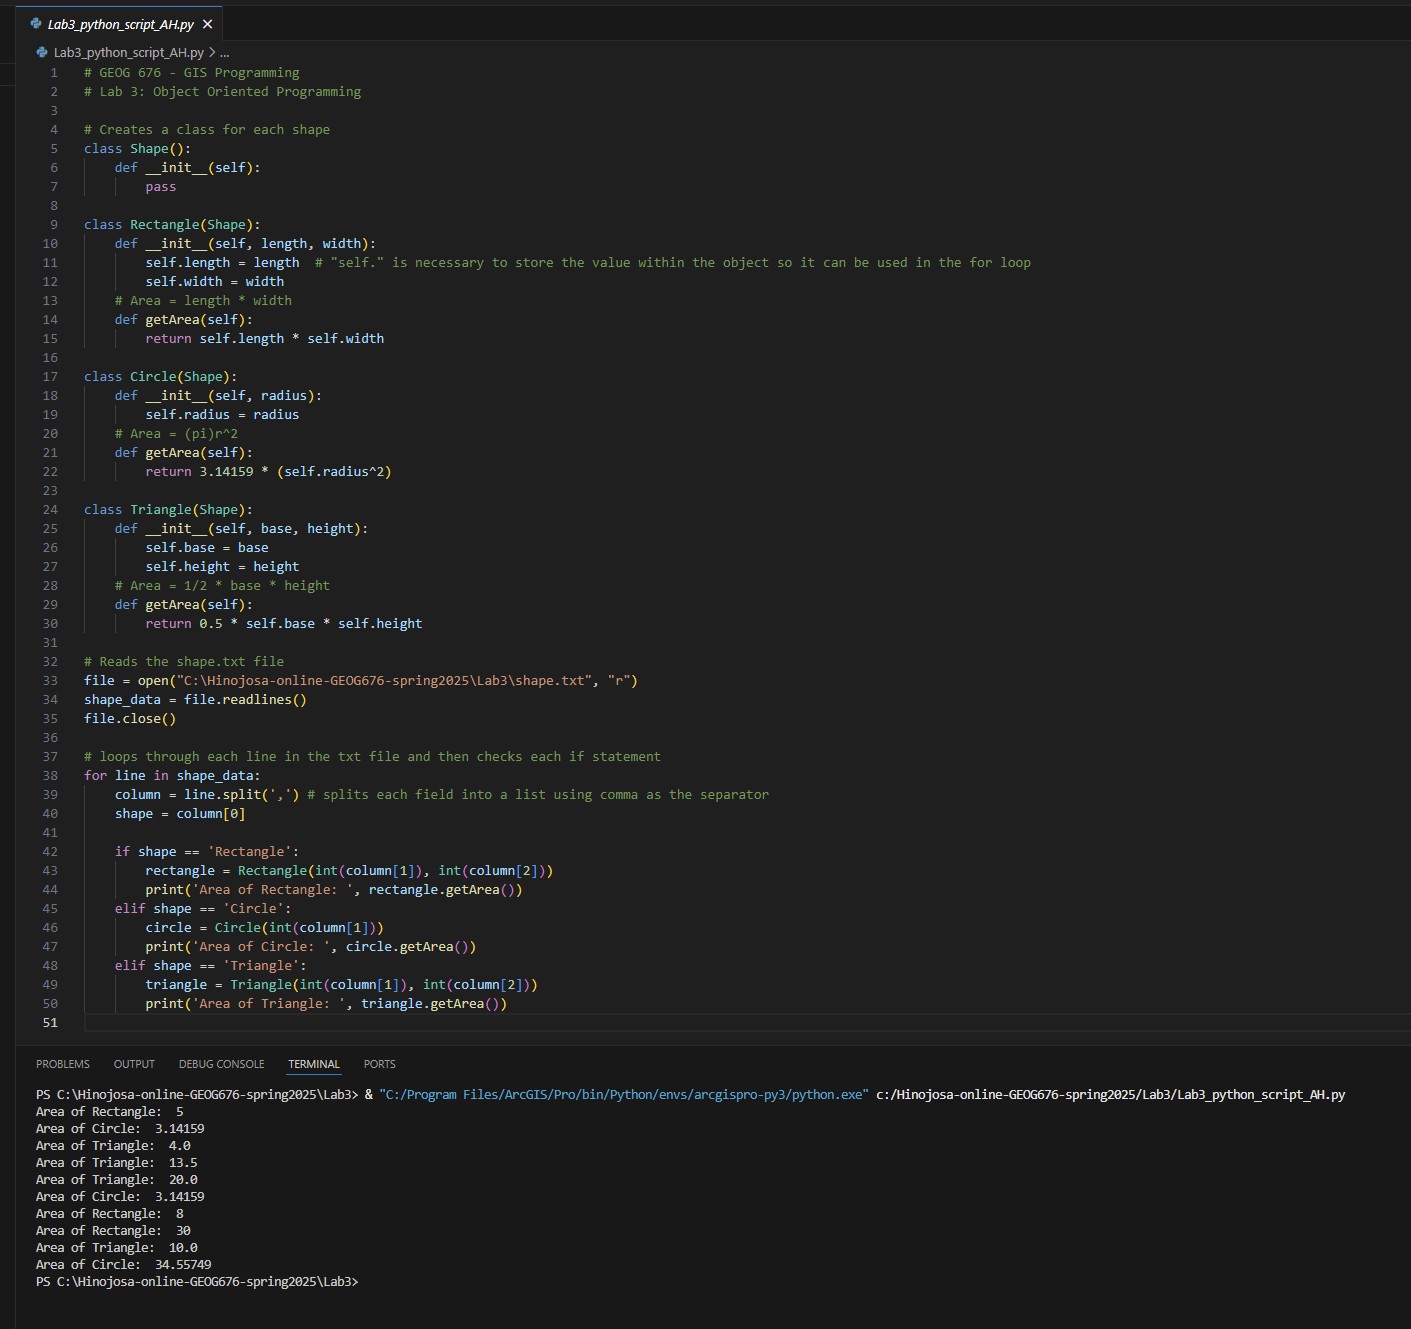 Lab3_python_script_AH.py ×
Lab3_python_script_AH.py > ...
1 # GEOG 676 - GIS Programming
2 # Lab 3: Object Oriented Programming
3
4 # Creates a class for each shape
5 class Shape():
6     def __init__(self):
7         pass
8
9 class Rectangle(Shape):
10     def __init__(self, length, width):
11         self.length = length  # "self." is necessary to store the value within the object so it can be used in the for loop
12         self.width = width
13     # Area = length * width
14     def getArea(self):
15         return self.length * self.width
16
17 class Circle(Shape):
18     def __init__(self, radius):
19         self.radius = radius
20     # Area = (pi)r^2
21     def getArea(self):
22         return 3.14159 * (self.radius^2)
23
24 class Triangle(Shape):
25     def __init__(self, base, height):
26         self.base = base
27         self.height = height
28     # Area = 1/2 * base * height
29     def getArea(self):
30         return 0.5 * self.base * self.height
31
32 # Reads the shape.txt file
33 file = open("C:\Hinojosa-online-GEOG676-spring2025\Lab3\shape.txt", "r")
34 shape_data = file.readlines()
35 file.close()
36
37 # loops through each line in the txt file and then checks each if statement
38 for line in shape_data:
39     column = line.split(',') # splits each field into a list using comma as the separator
40     shape = column[0]
41
42     if shape == 'Rectangle':
43         rectangle = Rectangle(int(column[1]), int(column[2]))
44         print('Area of Rectangle: ', rectangle.getArea())
45     elif shape == 'Circle':
46         circle = Circle(int(column[1]))
47         print('Area of Circle: ', circle.getArea())
48     elif shape == 'Triangle':
49         triangle = Triangle(int(column[1]), int(column[2]))
50         print('Area of Triangle: ', triangle.getArea())
51
PROBLEMS OUTPUT DEBUG CONSOLE TERMINAL PORTS
PS C:\Hinojosa-online-GEOG676-spring2025\Lab3> & "C:/Program Files/ArcGIS/Pro/bin/Python/envs/arcgispro-py3/python.exe" c:/Hinojosa-online-GEOG676-spring2025/Lab3/Lab3_python_script_AH.py
Area of Rectangle:  5
Area of Circle:  3.14159
Area of Triangle:  4.0
Area of Triangle:  13.5
Area of Triangle:  20.0
Area of Circle:  3.14159
Area of Rectangle:  8
Area of Rectangle:  30
Area of Triangle:  10.0
Area of Circle:  34.55749
PS C:\Hinojosa-online-GEOG676-spring2025\Lab3>